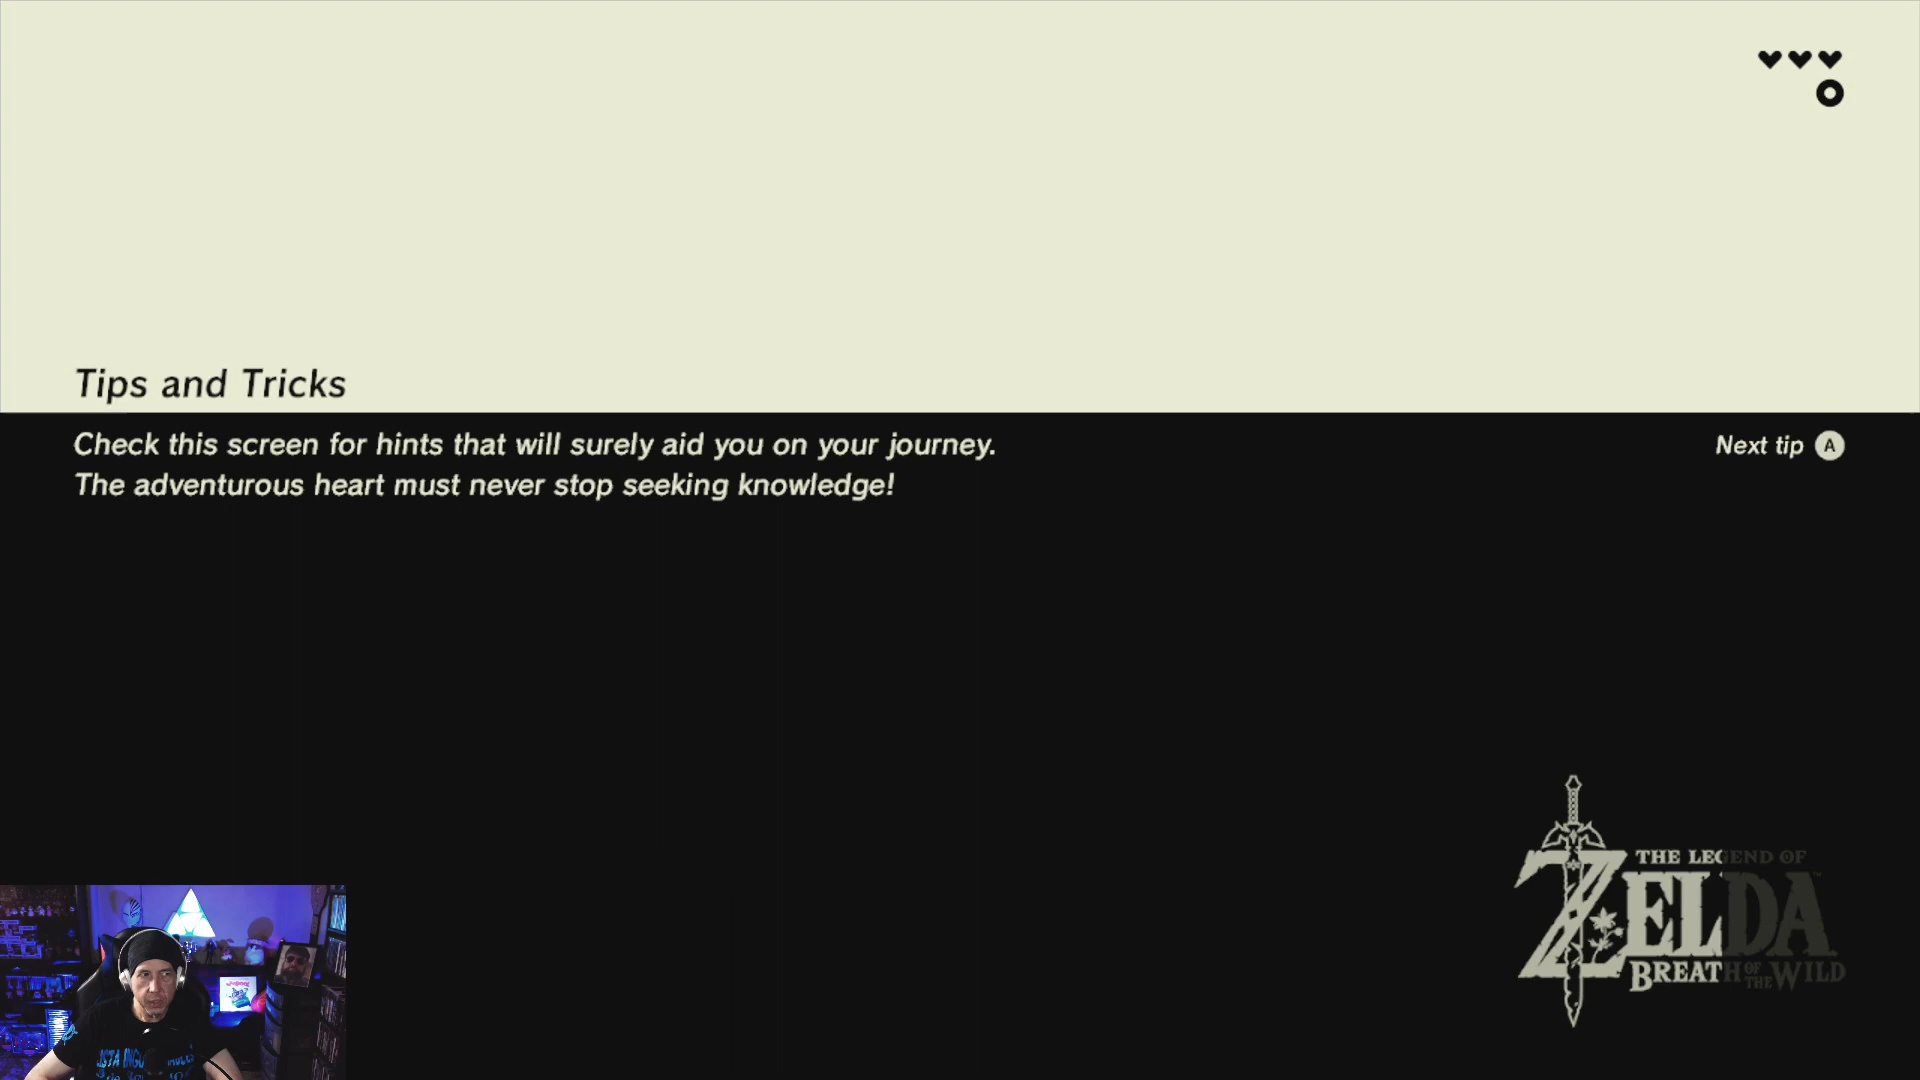 Tips and Tricks
Check this screen for hints that will surely aid you on your journey.
The adventurous heart must never stop seeking knowledge!
Next tip A
THE LEGEND OF
ZELDA
BREATH OF THE WILD